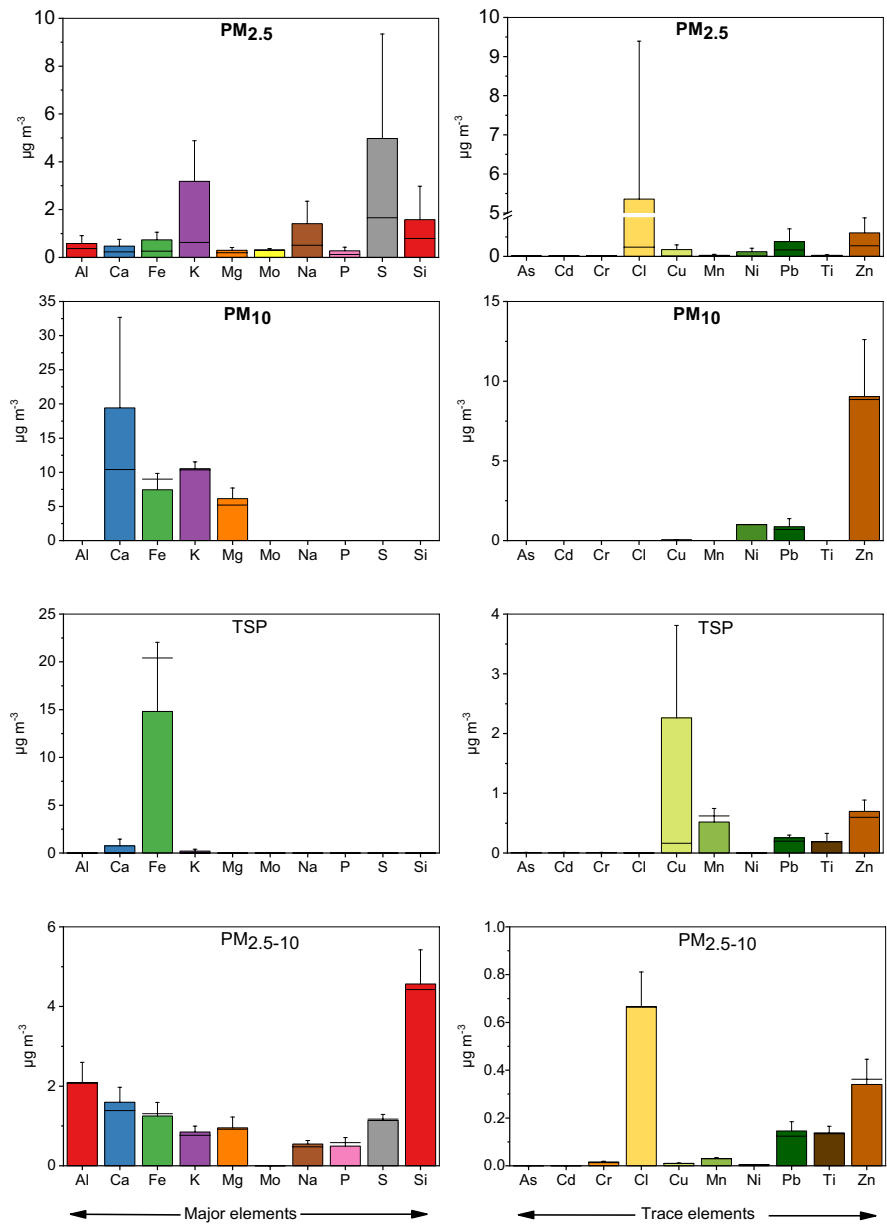 PM2.5
µg m-3
10
8
6
4
2
0
Al Ca Fe K Mg Mo Na P S Si
PM2.5
µg m-3
10
9
8
7
6
5
0
As Cd Cr Cl Cu Mn Ni Pb Ti Zn
PM10
µg m-3
35
30
25
20
15
10
5
0
Al Ca Fe K Mg Mo Na P S Si
PM10
µg m-3
15
10
5
0
As Cd Cr Cl Cu Mn Ni Pb Ti Zn
TSP
µg m-3
25
20
15
10
5
0
Al Ca Fe K Mg Mo Na P S Si
TSP
µg m-3
4
3
2
1
0
As Cd Cr Cl Cu Mn Ni Pb Ti Zn
PM2.5-10
µg m-3
6
4
2
0
Al Ca Fe K Mg Mo Na P S Si
Major elements
PM2.5-10
µg m-3
1.0
0.8
0.6
0.4
0.2
0.0
As Cd Cr Cl Cu Mn Ni Pb Ti Zn
Trace elements